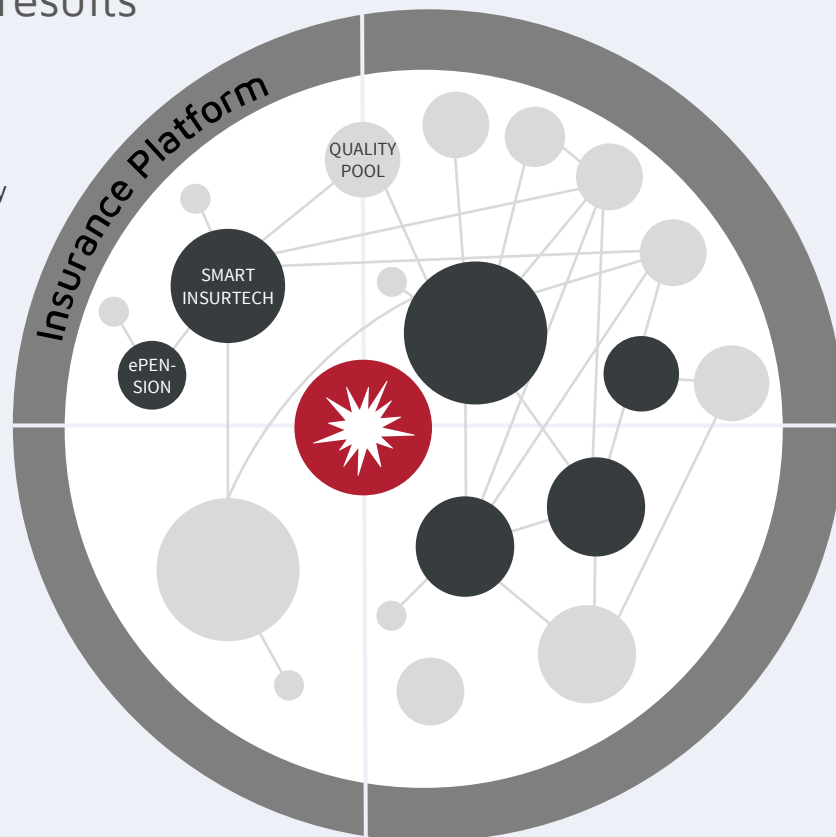 results
y
Insurance Platform
QUALITY
POOL
SMART
INSURTECH
ePEN-
SION